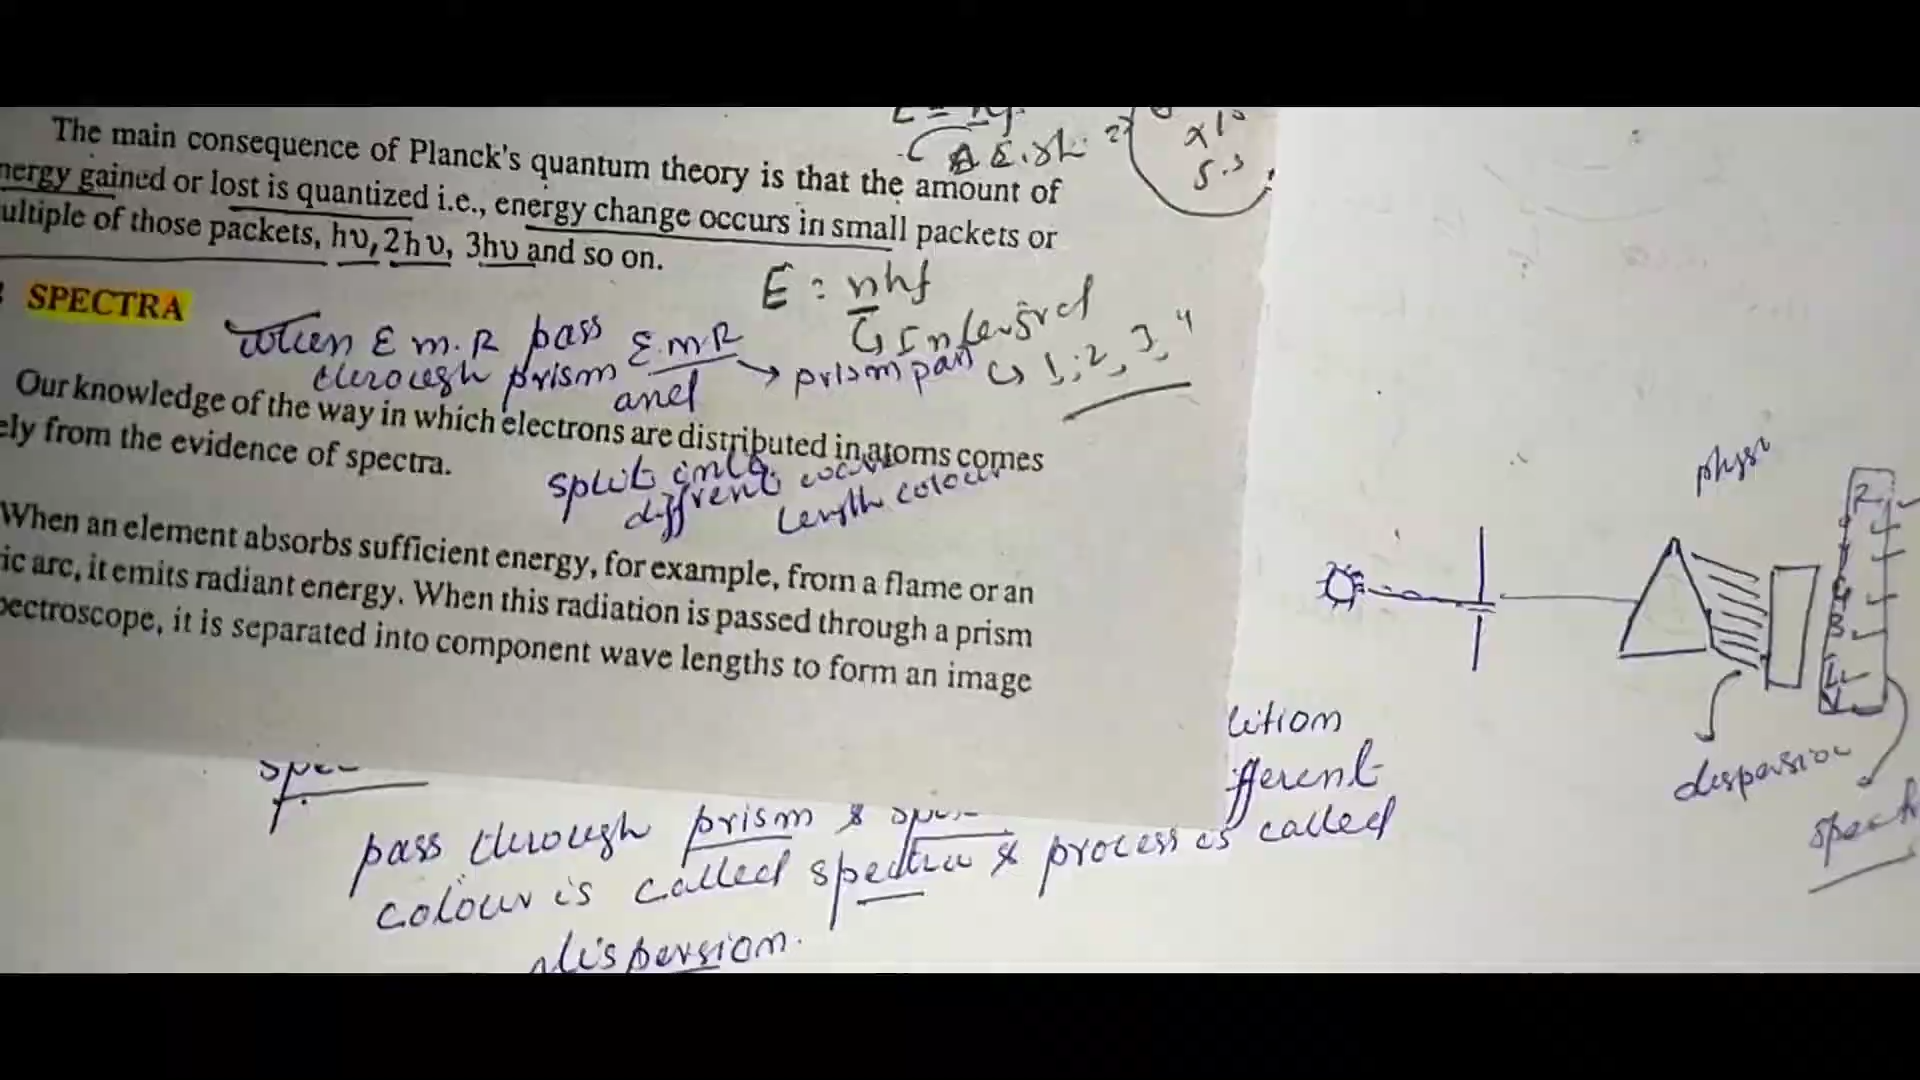 The main consequence of Planck's quantum theory is that the amount of
nergy gained or lost is quantized i.e., energy change occurs in small packets or
ultiple of those packets, hυ, 2hυ, 3hυ and so on.
E = nhf
SPECTRA
When E.M.R pass E.M.R
through prism and → prism
1, 2, 3, 4
Our knowledge of the way in which electrons are distributed in atoms comes
ely from the evidence of spectra.
split into
diffrent
length colour
When an element absorbs sufficient energy, for example, from a flame or an
ic arc, it emits radiant energy. When this radiation is passed through a prism
pectroscope, it is separated into component wave lengths to form an image
R
G
B
V
dispersion
fferent
pass through prism &
colour is called spectra & process is called
dispersion.